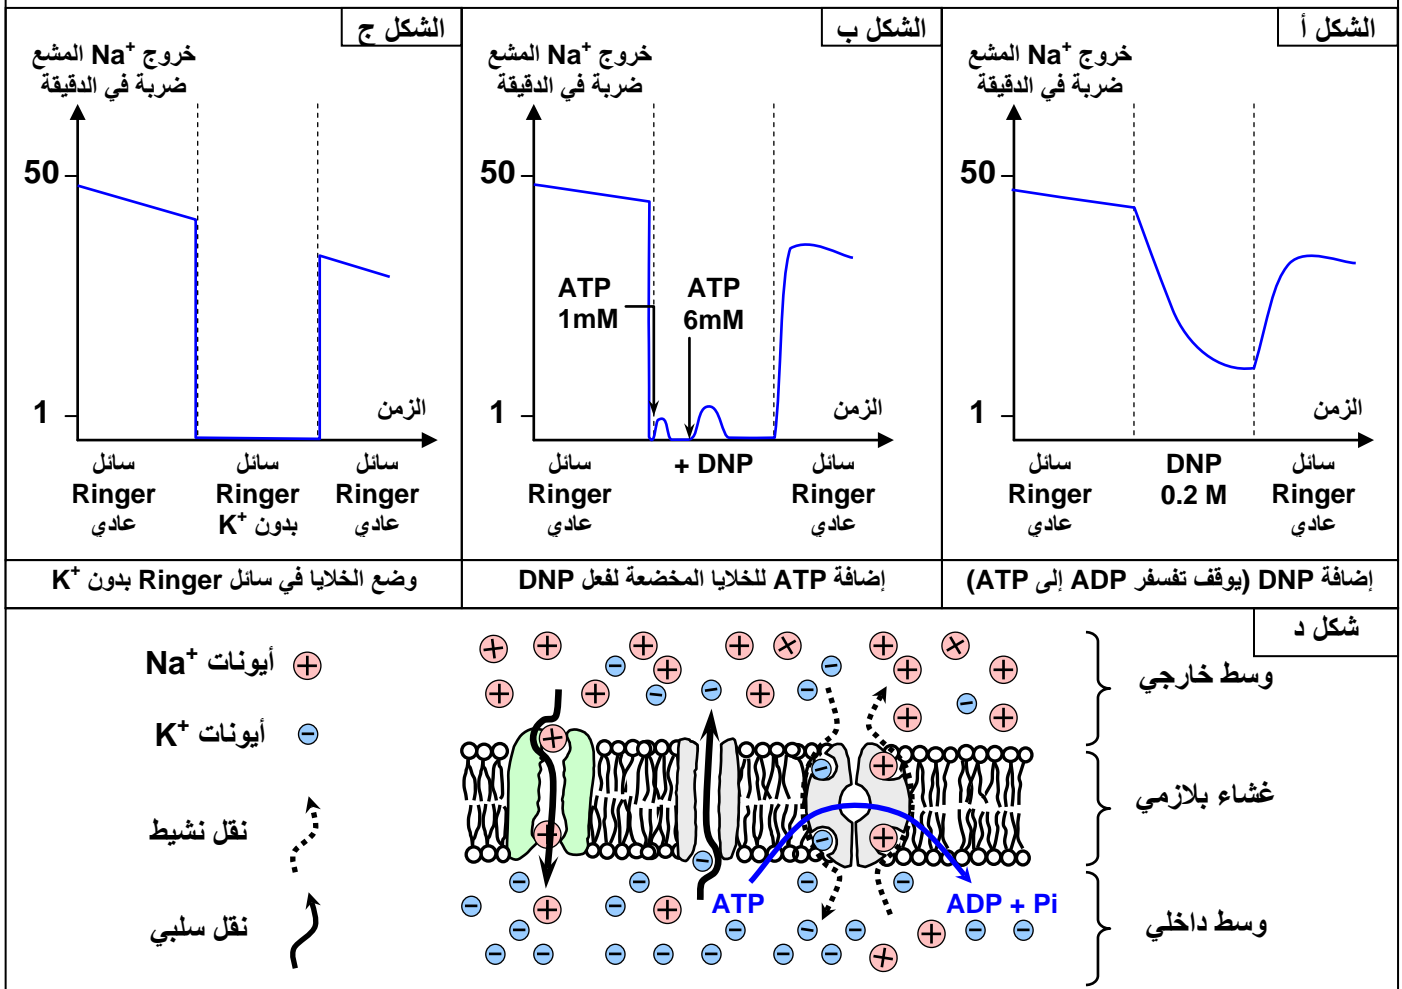 الشكل أ
خروج Na+ المشع
ضربة في الدقيقة
50
1
الزمن
سائل
Ringer
عادي
DNP
0.2 M
سائل
Ringer
عادي
إضافة DNP (يوقف تفسفر ADP إلى ATP)
الشكل ب
خروج Na+ المشع
ضربة في الدقيقة
50
1
ATP
1mM
ATP
6mM
الزمن
سائل
Ringer
عادي
+ DNP
سائل
Ringer
عادي
إضافة ATP للخلايا المخضعة لفعل DNP
الشكل ج
خروج Na+ المشع
ضربة في الدقيقة
50
1
الزمن
سائل
Ringer
عادي
سائل
Ringer
بدون K+
سائل
Ringer
عادي
وضع الخلايا في سائل Ringer بدون K+
شكل د
وسط خارجي
غشاء بلازمي
وسط داخلي
ATP
ADP + Pi
أيونات Na+
أيونات K+
نقل نشيط
نقل سلبي